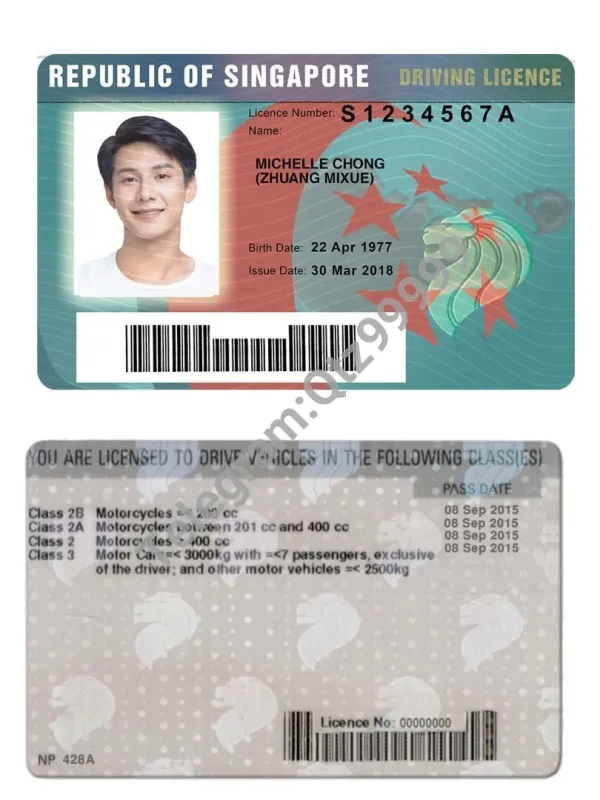 REPUBLIC OF SINGAPORE DRIVING LICENCE
Licence Number: S1234567A
Name:
MICHELLE CHONG
(ZHUANG MIXUE)
Birth Date: 22 Apr 1977
Issue Date: 30 Mar 2018
YOU ARE LICENSED TO DRIVE VEHICLES IN THE FOLLOWING CLASS(ES)
PASS DATE
Class 2B Motorcycles =< 200 cc 08 Sep 2015
Class 2A Motorcycles between 201 cc and 400 cc 08 Sep 2015
Class 2 Motorcycles > 400 cc 08 Sep 2015
Class 3 Motor Car =< 3000kg with =<7 passengers, exclusive 08 Sep 2015
of the driver; and other motor vehicles =< 2500kg
Licence No: 00000000
NP 428A